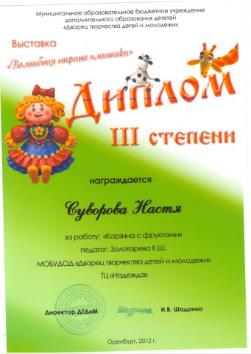 Муниципальное образовательное бюджетное учреждение
дополнительного образования детей
«Дворец творчества детей и молодежи»
Выставка
«Волшебная страна пластики»
Диплом
III степени
награждается
Суворова Настя
за работу: «Корзина с фруктами»
педагог: Золотарева К.Ш.
МОБУДОД «Дворец творчества детей и молодежи»
ТЦ «Надежда»
Директор ДТДиМ
И.В. Шадрина
Оренбург, 2012 г.